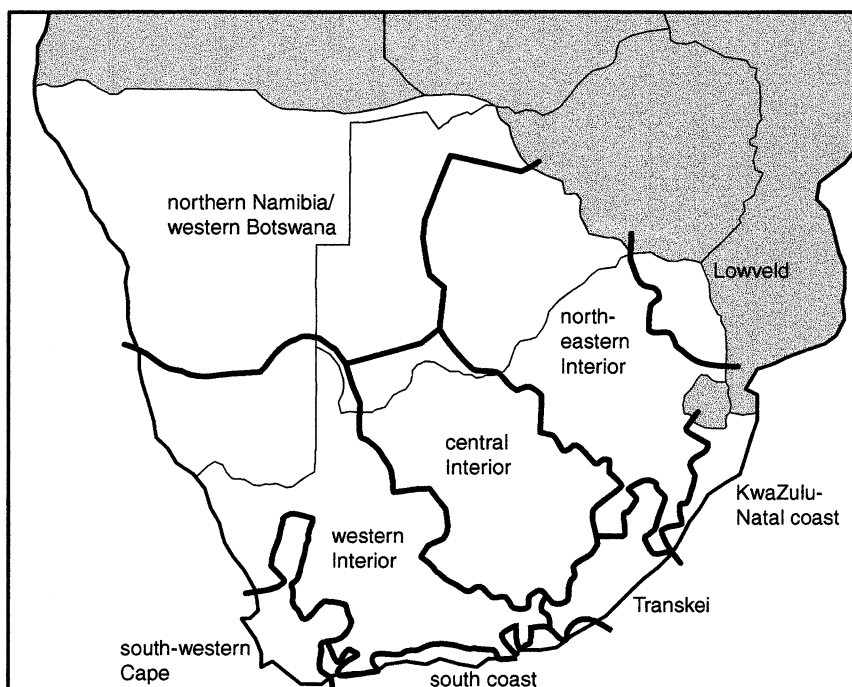 northern Namibia/
western Botswana
Lowveld
north-
eastern
Interior
central
Interior
KwaZulu-
Natal coast
western
Interior
Transkei
south-western
Cape
south coast